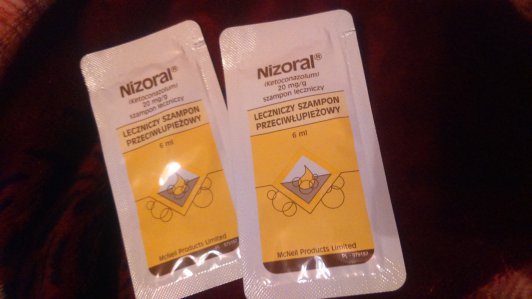 Nizoral®
(Ketoconazolum)
20 mg/g
szampon leczniczy
LECZNICZY SZAMPON
PRZECIWŁUPIEŻOWY
6 ml
McNeil Products Limited
Nizoral®
(Ketoconazolum)
20 mg/g
szampon leczniczy
LECZNICZY SZAMPON
PRZECIWŁUPIEŻOWY
6 ml
McNeil Products Limited